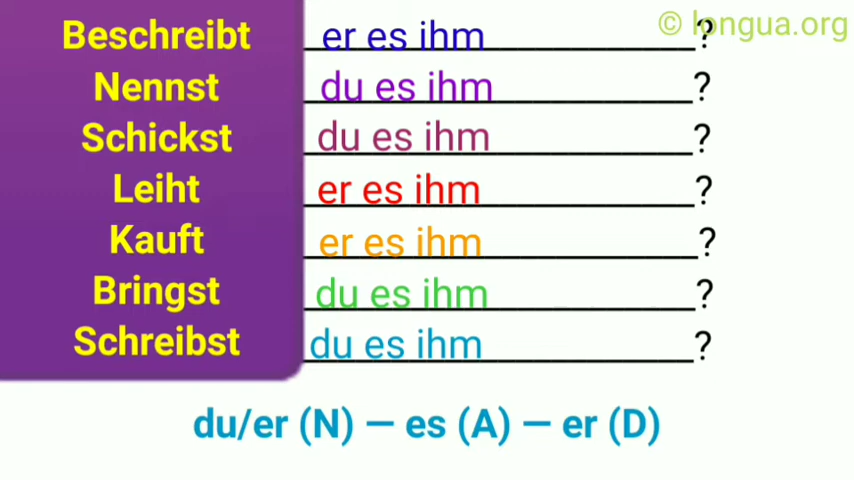 © longua.org
Beschreibt er es ihm?
Nennst du es ihm?
Schickst du es ihm?
Leiht er es ihm?
Kauft er es ihm?
Bringst du es ihm?
Schreibst du es ihm?
du/er (N) — es (A) — er (D)